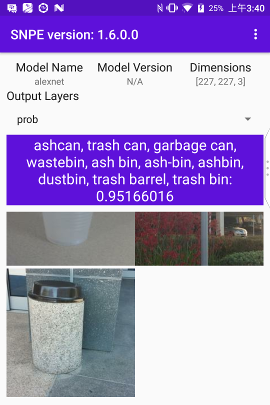 25% 上午3:40
SNPE version: 1.6.0.0
Model Name Model Version Dimensions
alexnet N/A [227, 227, 3]
Output Layers
prob
ashcan, trash can, garbage can,
wastebin, ash bin, ash-bin, ashbin,
dustbin, trash barrel, trash bin:
0.95166016